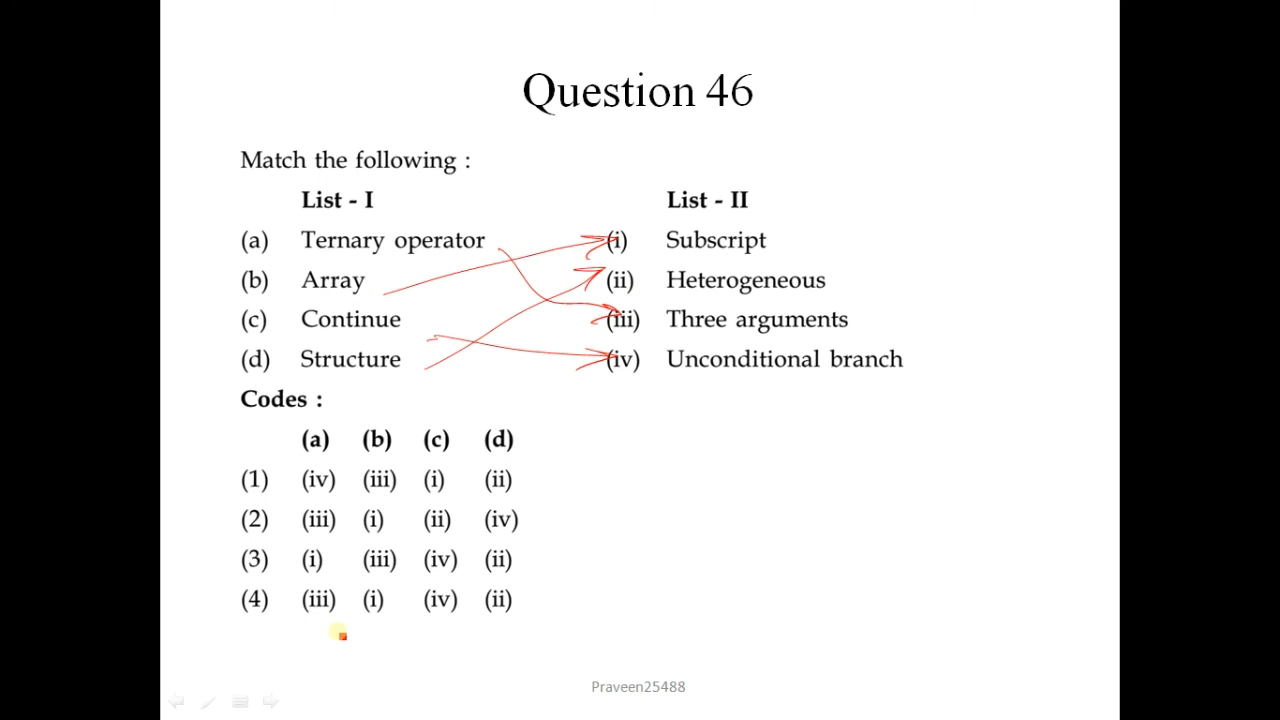 Question 46
Match the following :
List - I List - II
(a) Ternary operator (i) Subscript
(b) Array (ii) Heterogeneous
(c) Continue (iii) Three arguments
(d) Structure (iv) Unconditional branch
Codes :
(a) (b) (c) (d)
(1) (iv) (iii) (i) (ii)
(2) (iii) (i) (ii) (iv)
(3) (i) (iii) (iv) (ii)
(4) (iii) (i) (iv) (ii)
Praveen25488